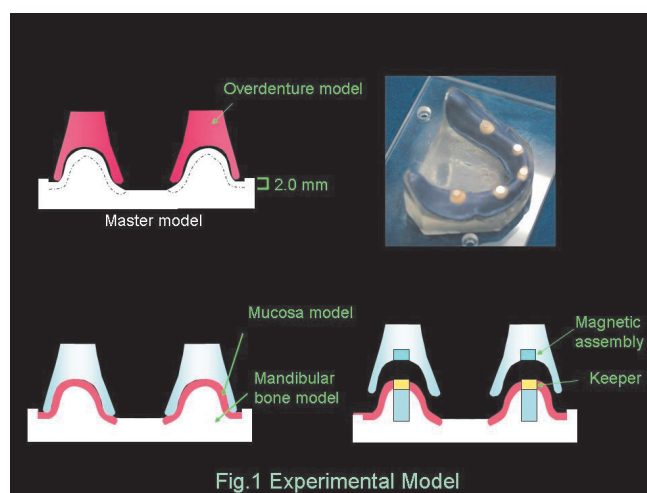 Overdenture model
2.0 mm
Master model
Mucosa model
Mandibular
bone model
Magnetic
assembly
Keeper
Fig.1 Experimental Model